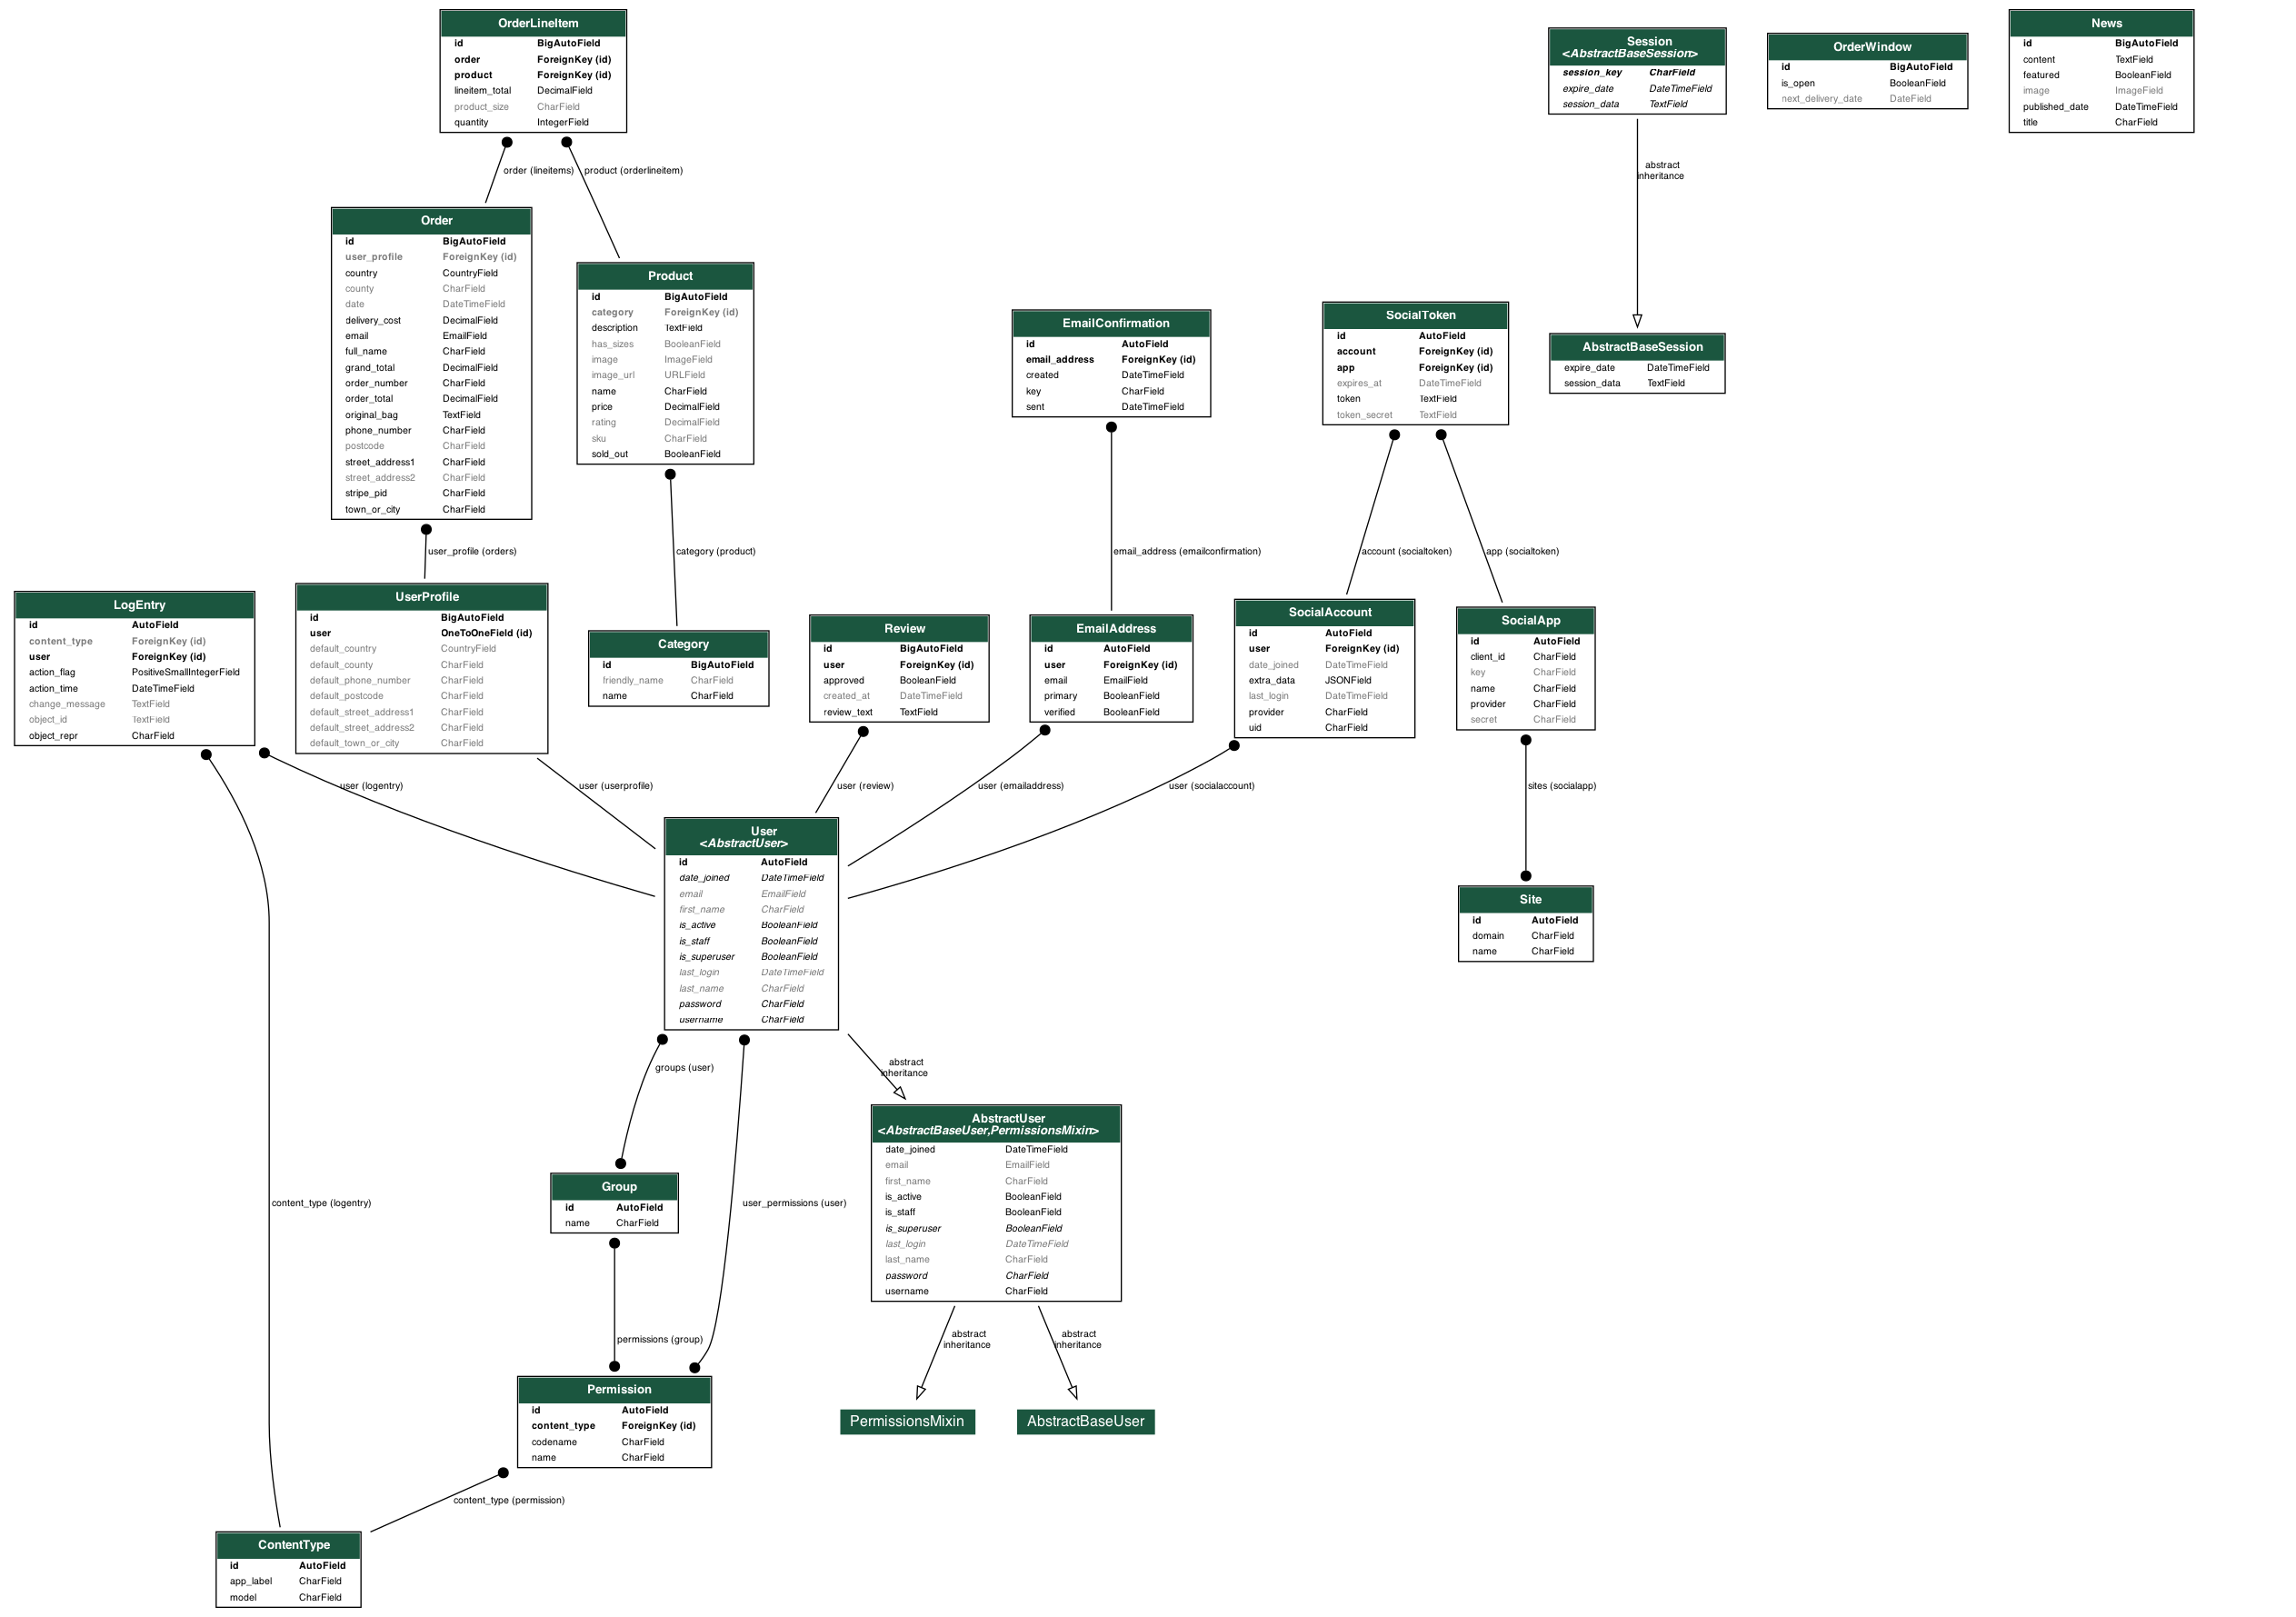 OrderLineItem
id BigAutoField
order ForeignKey (id)
product ForeignKey (id)
lineitem_total DecimalField
product_size CharField
quantity IntegerField
Session
<AbstractBaseSession>
session_key CharField
expire_date DateTimeField
session_data TextField
OrderWindow
id BigAutoField
is_open BooleanField
next_delivery_date DateField
News
id BigAutoField
content TextField
featured BooleanField
image ImageField
published_date DateTimeField
title CharField
order (lineitems)
product (orderlineitem)
abstract
inheritance
Order
id BigAutoField
user_profile ForeignKey (id)
country CountryField
county CharField
date DateTimeField
delivery_cost DecimalField
email EmailField
full_name CharField
grand_total DecimalField
order_number CharField
order_total DecimalField
original_bag TextField
phone_number CharField
postcode CharField
street_address1 CharField
street_address2 CharField
stripe_pid CharField
town_or_city CharField
Product
id BigAutoField
category ForeignKey (id)
description TextField
has_sizes BooleanField
image ImageField
image_url URLField
name CharField
price DecimalField
rating DecimalField
sku CharField
sold_out BooleanField
EmailConfirmation
id AutoField
email_address ForeignKey (id)
created DateTimeField
key CharField
sent DateTimeField
SocialToken
id AutoField
account ForeignKey (id)
app ForeignKey (id)
expires_at DateTimeField
token TextField
token_secret TextField
AbstractBaseSession
expire_date DateTimeField
session_data TextField
user_profile (orders)
category (product)
email_address (emailconfirmation)
account (socialtoken)
app (socialtoken)
LogEntry
id AutoField
content_type ForeignKey (id)
user ForeignKey (id)
action_flag PositiveSmallIntegerField
action_time DateTimeField
change_message TextField
object_id TextField
object_repr CharField
UserProfile
id BigAutoField
user OneToOneField (id)
default_country CountryField
default_county CharField
default_phone_number CharField
default_postcode CharField
default_street_address1 CharField
default_street_address2 CharField
default_town_or_city CharField
Category
id BigAutoField
friendly_name CharField
name CharField
Review
id BigAutoField
user ForeignKey (id)
approved BooleanField
created_at DateTimeField
review_text TextField
EmailAddress
id AutoField
user ForeignKey (id)
email EmailField
primary BooleanField
verified BooleanField
SocialAccount
id AutoField
user ForeignKey (id)
date_joined DateTimeField
extra_data JSONField
last_login DateTimeField
provider CharField
uid CharField
SocialApp
id AutoField
client_id CharField
key CharField
name CharField
provider CharField
secret CharField
user (logentry)
user (userprofile)
user (review)
user (emailaddress)
user (socialaccount)
sites (socialapp)
User
<AbstractUser>
id AutoField
date_joined DateTimeField
email EmailField
first_name CharField
is_active BooleanField
is_staff BooleanField
is_superuser BooleanField
last_login DateTimeField
last_name CharField
password CharField
username CharField
Site
id AutoField
domain CharField
name CharField
groups (user)
abstract
inheritance
AbstractUser
<AbstractBaseUser,PermissionsMixin>
date_joined DateTimeField
email EmailField
first_name CharField
is_active BooleanField
is_staff BooleanField
is_superuser BooleanField
last_login DateTimeField
last_name CharField
password CharField
username CharField
Group
id AutoField
name CharField
content_type (logentry)
user_permissions (user)
permissions (group)
abstract
inheritance
abstract
inheritance
Permission
id AutoField
content_type ForeignKey (id)
codename CharField
name CharField
PermissionsMixin
AbstractBaseUser
content_type (permission)
ContentType
id AutoField
app_label CharField
model CharField